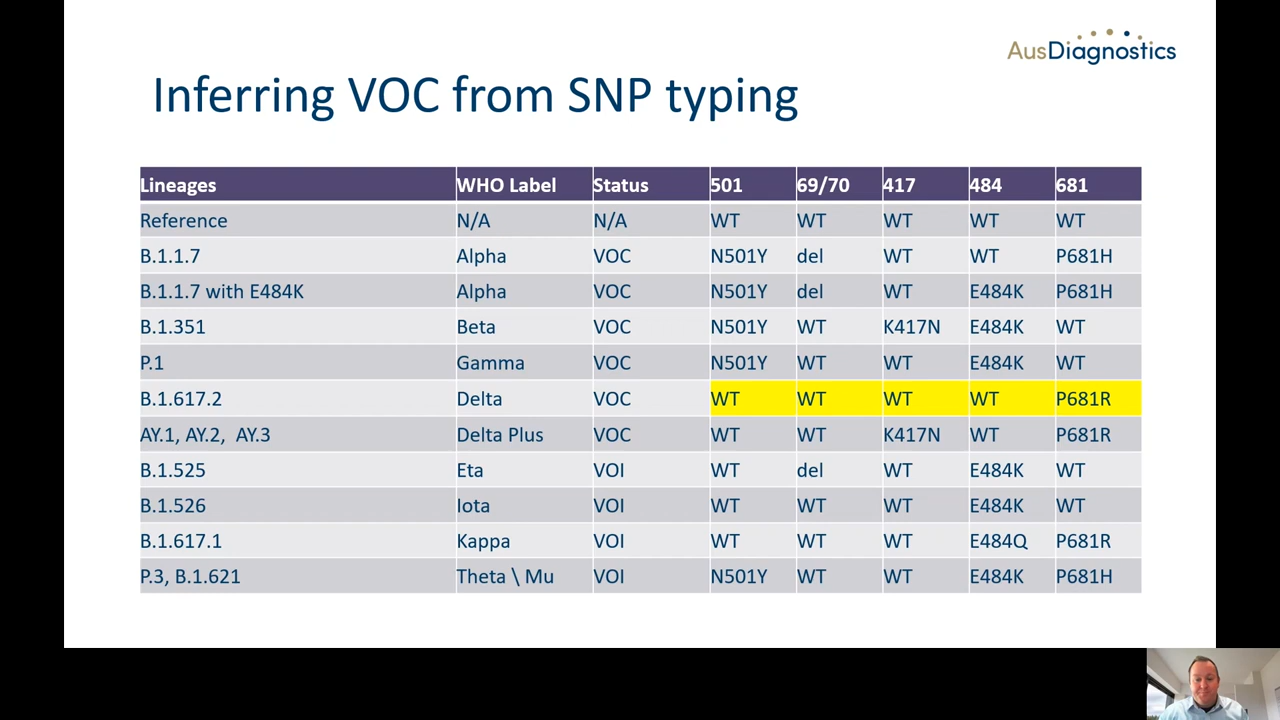 AusDiagnostics
Inferring VOC from SNP typing
Lineages WHO Label Status 501 69/70 417 484 681
Reference N/A N/A WT WT WT WT WT
B.1.1.7 Alpha VOC N501Y del WT WT P681H
B.1.1.7 with E484K Alpha VOC N501Y del WT E484K P681H
B.1.351 Beta VOC N501Y WT K417N E484K WT
P.1 Gamma VOC N501Y WT WT E484K WT
B.1.617.2 Delta VOC WT WT WT WT P681R
AY.1, AY.2, AY.3 Delta Plus VOC WT WT K417N WT P681R
B.1.525 Eta VOI WT del WT E484K WT
B.1.526 Iota VOI WT WT WT E484K WT
B.1.617.1 Kappa VOI WT WT WT E484Q P681R
P.3, B.1.621 Theta \ Mu VOI N501Y WT WT E484K P681H